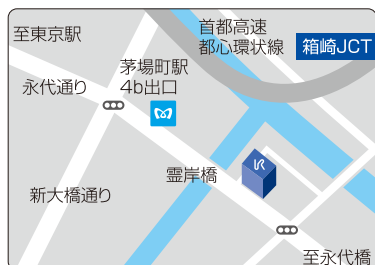 至東京駅
首都高速
都心環状線
箱崎JCT
茅場町駅
4b出口
永代通り
霊岸橋
新大橋通り
至永代橋